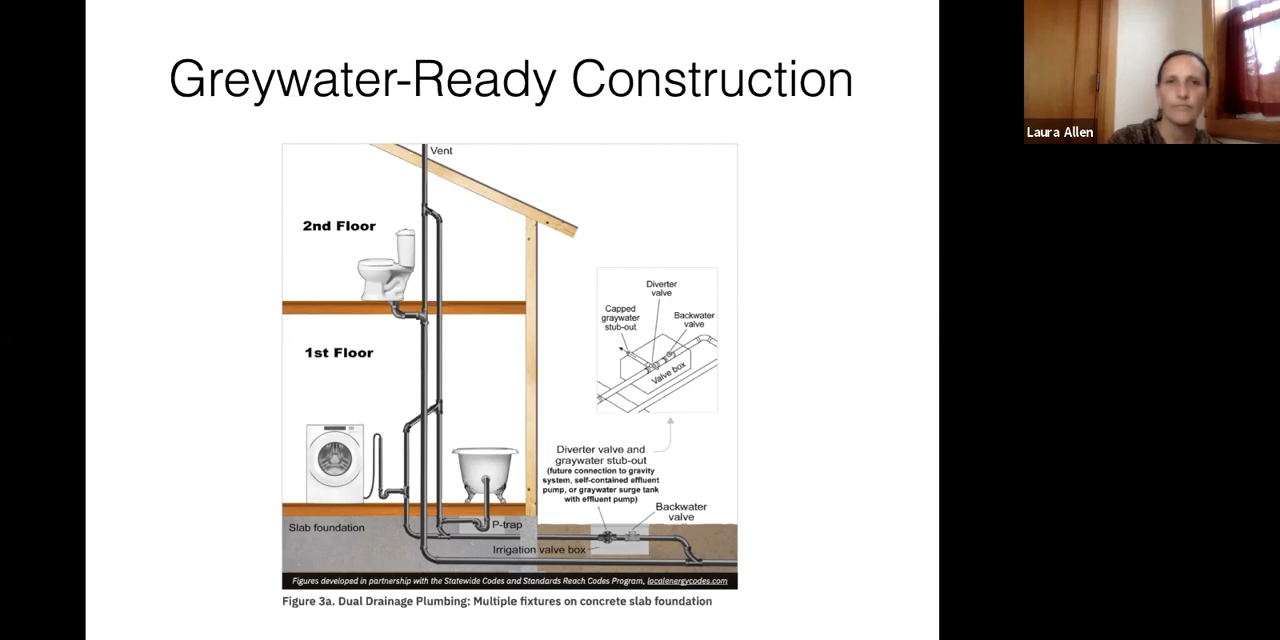 Greywater-Ready Construction
Laura Allen
Vent
2nd Floor
1st Floor
Diverter
valve
Capped
graywater
stub-out
Backwater
valve
Valve box
Diverter valve and
graywater stub-out
(future connection to gravity
system, self-contained effluent
pump, or graywater surge tank
with effluent pump)
Backwater
valve
Slab foundation
P-trap
Irrigation valve box
Figures developed in partnership with the Statewide Codes and Standards Reach Codes Program, localenergycodes.com
Figure 3a. Dual Drainage Plumbing: Multiple fixtures on concrete slab foundation